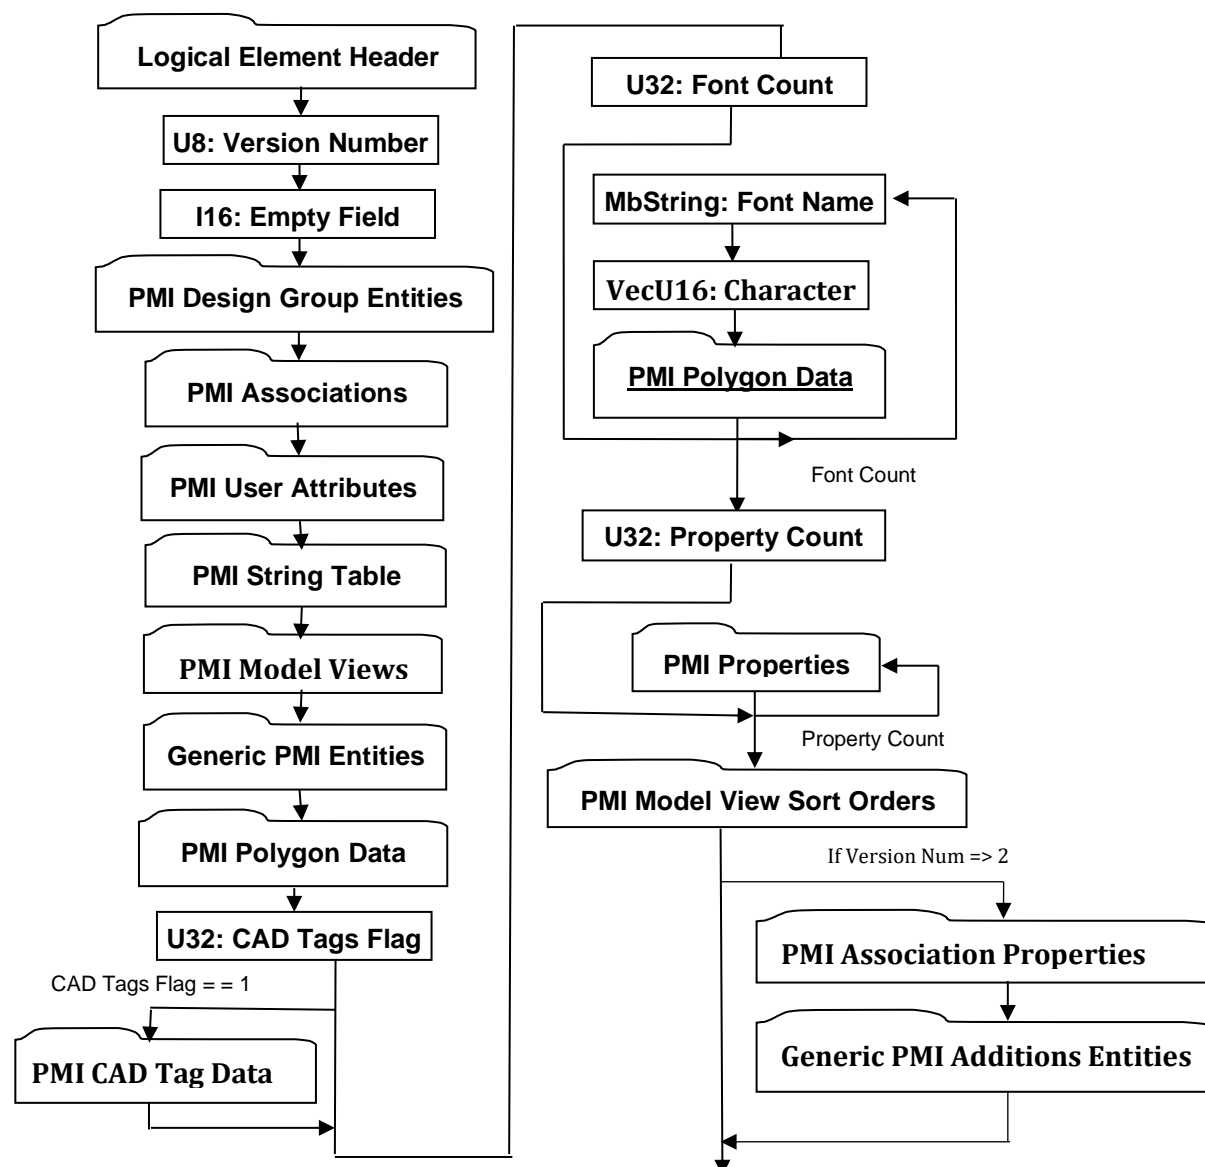 Logical Element Header
U8: Version Number
I16: Empty Field
PMI Design Group Entities
PMI Associations
PMI User Attributes
PMI String Table
PMI Model Views
Generic PMI Entities
PMI Polygon Data
U32: CAD Tags Flag
CAD Tags Flag = = 1
PMI CAD Tag Data
U32: Font Count
MbString: Font Name
VecU16: Character
PMI Polygon Data
Font Count
U32: Property Count
PMI Properties
Property Count
PMI Model View Sort Orders
If Version Num => 2
PMI Association Properties
Generic PMI Additions Entities